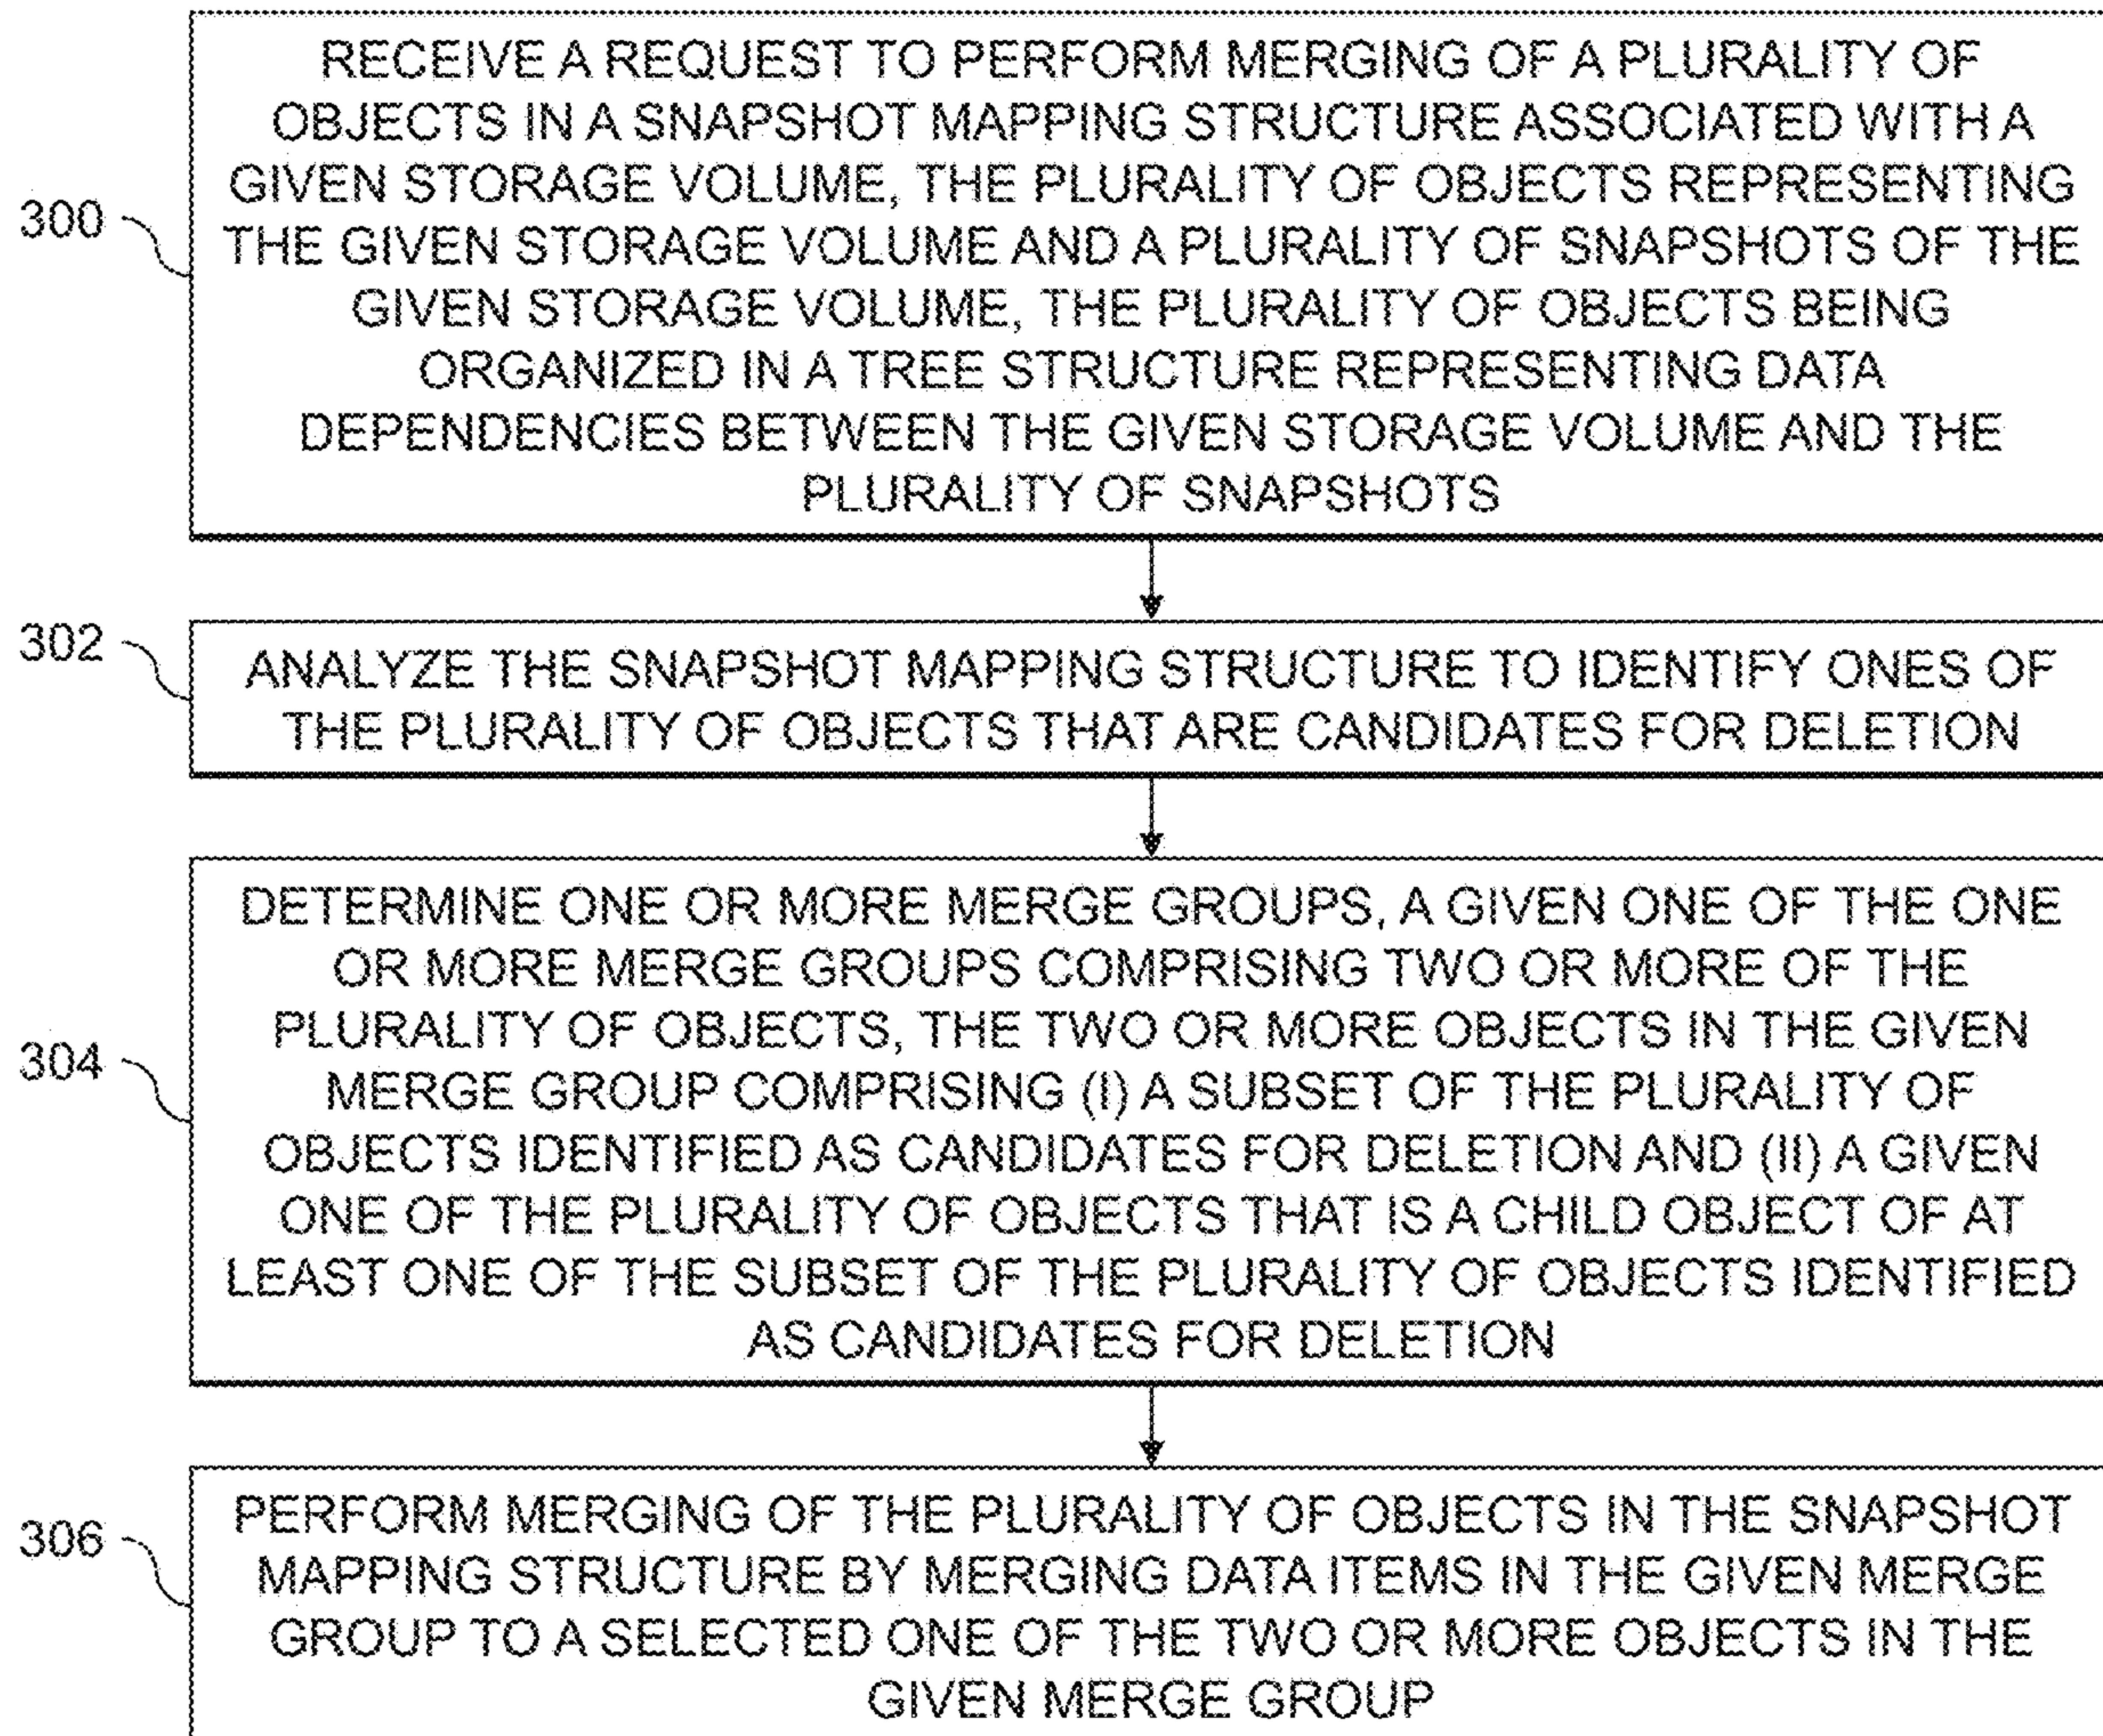 RECEIVE A REQUEST TO PERFORM MERGING OF A PLURALITY OF
OBJECTS IN A SNAPSHOT MAPPING STRUCTURE ASSOCIATED WITH A
GIVEN STORAGE VOLUME, THE PLURALITY OF OBJECTS REPRESENTING
300
THE GIVEN STORAGE VOLUME AND A PLURALITY OF SNAPSHOTS OF THE
GIVEN STORAGE VOLUME, THE PLURALITY OF OBJECTS BEING
ORGANIZED IN A TREE STRUCTURE REPRESENTING DATA
DEPENDENCIES BETWEEN THE GIVEN STORAGE VOLUME AND THE
PLURALITY OF SNAPSHOTS
302
ANALYZE THE SNAPSHOT MAPPING STRUCTURE TO IDENTIFY ONES OF
THE PLURALITY OF OBJECTS THAT ARE CANDIDATES FOR DELETION
DETERMINE ONE OR MORE MERGE GROUPS, A GIVEN ONE OF THE ONE
OR MORE MERGE GROUPS COMPRISING TWO OR MORE OF THE
PLURALITY OF OBJECTS, THE TWO OR MORE OBJECTS IN THE GIVEN
304
MERGE GROUP COMPRISING (I) A SUBSET OF THE PLURALITY OF
OBJECTS IDENTIFIED AS CANDIDATES FOR DELETION AND (II) A GIVEN
ONE OF THE PLURALITY OF OBJECTS THAT IS A CHILD OBJECT OF AT
LEAST ONE OF THE SUBSET OF THE PLURALITY OF OBJECTS IDENTIFIED
AS CANDIDATES FOR DELETION
PERFORM MERGING OF THE PLURALITY OF OBJECTS IN THE SNAPSHOT
306
MAPPING STRUCTURE BY MERGING DATA ITEMS IN THE GIVEN MERGE
GROUP TO A SELECTED ONE OF THE TWO OR MORE OBJECTS IN THE
GIVEN MERGE GROUP